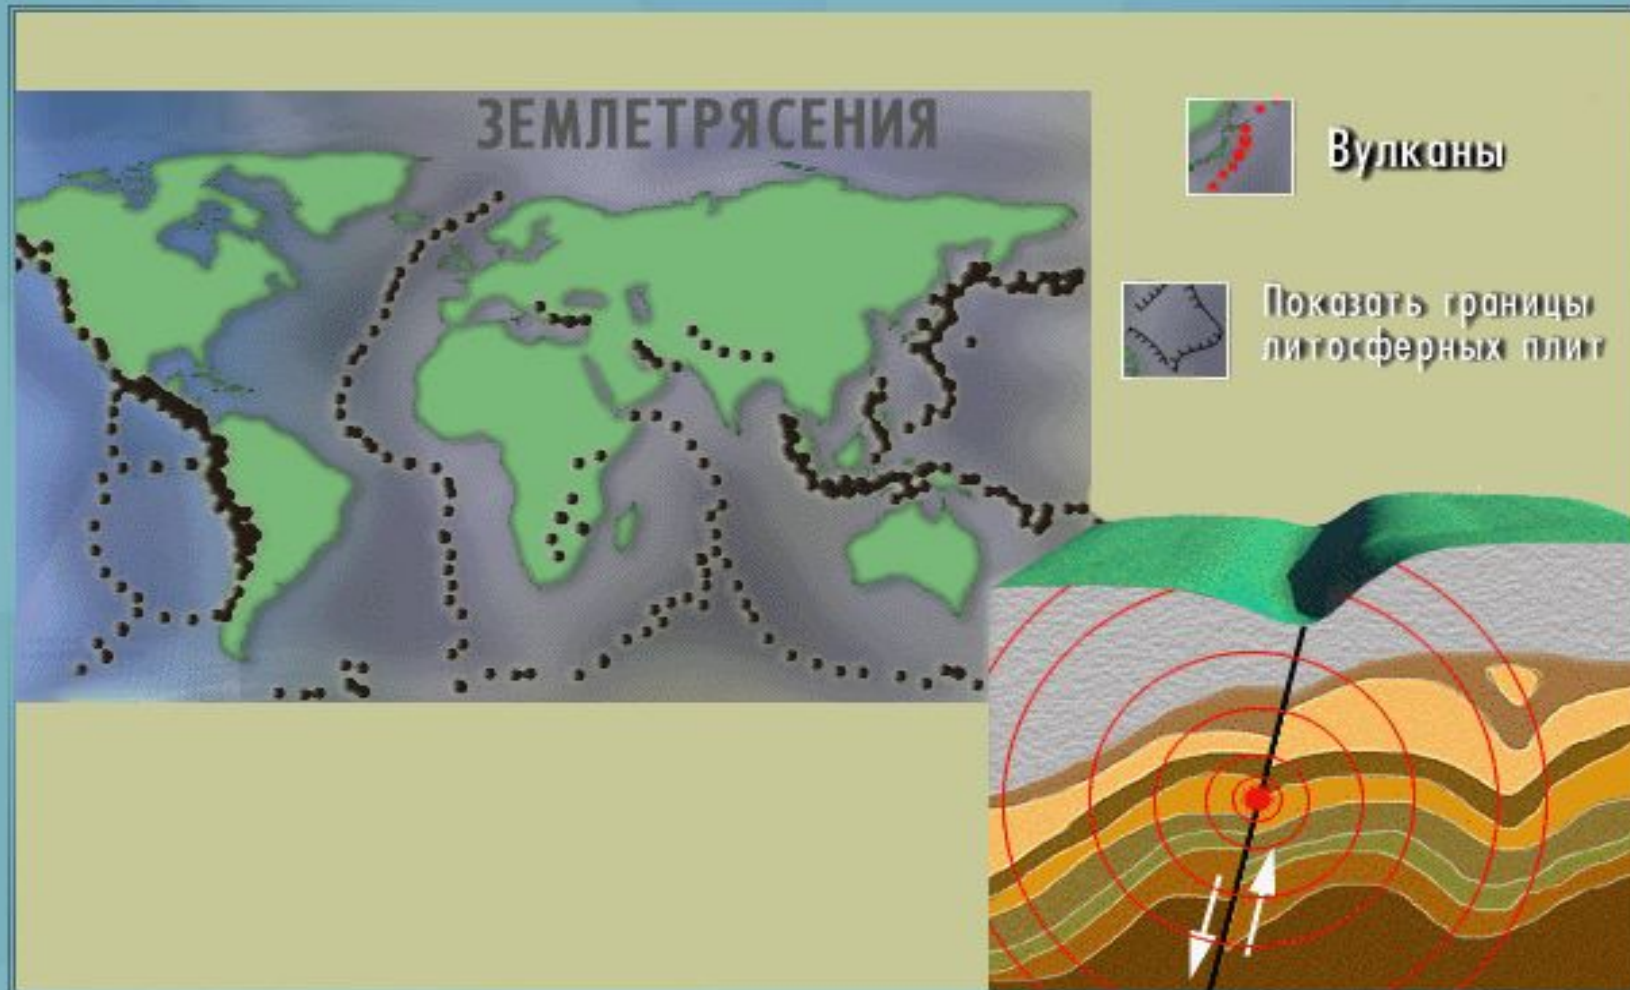 ЗЕМЛЕТРЯСЕНИЯ
Вулканы
Показать границы
литосферных плит